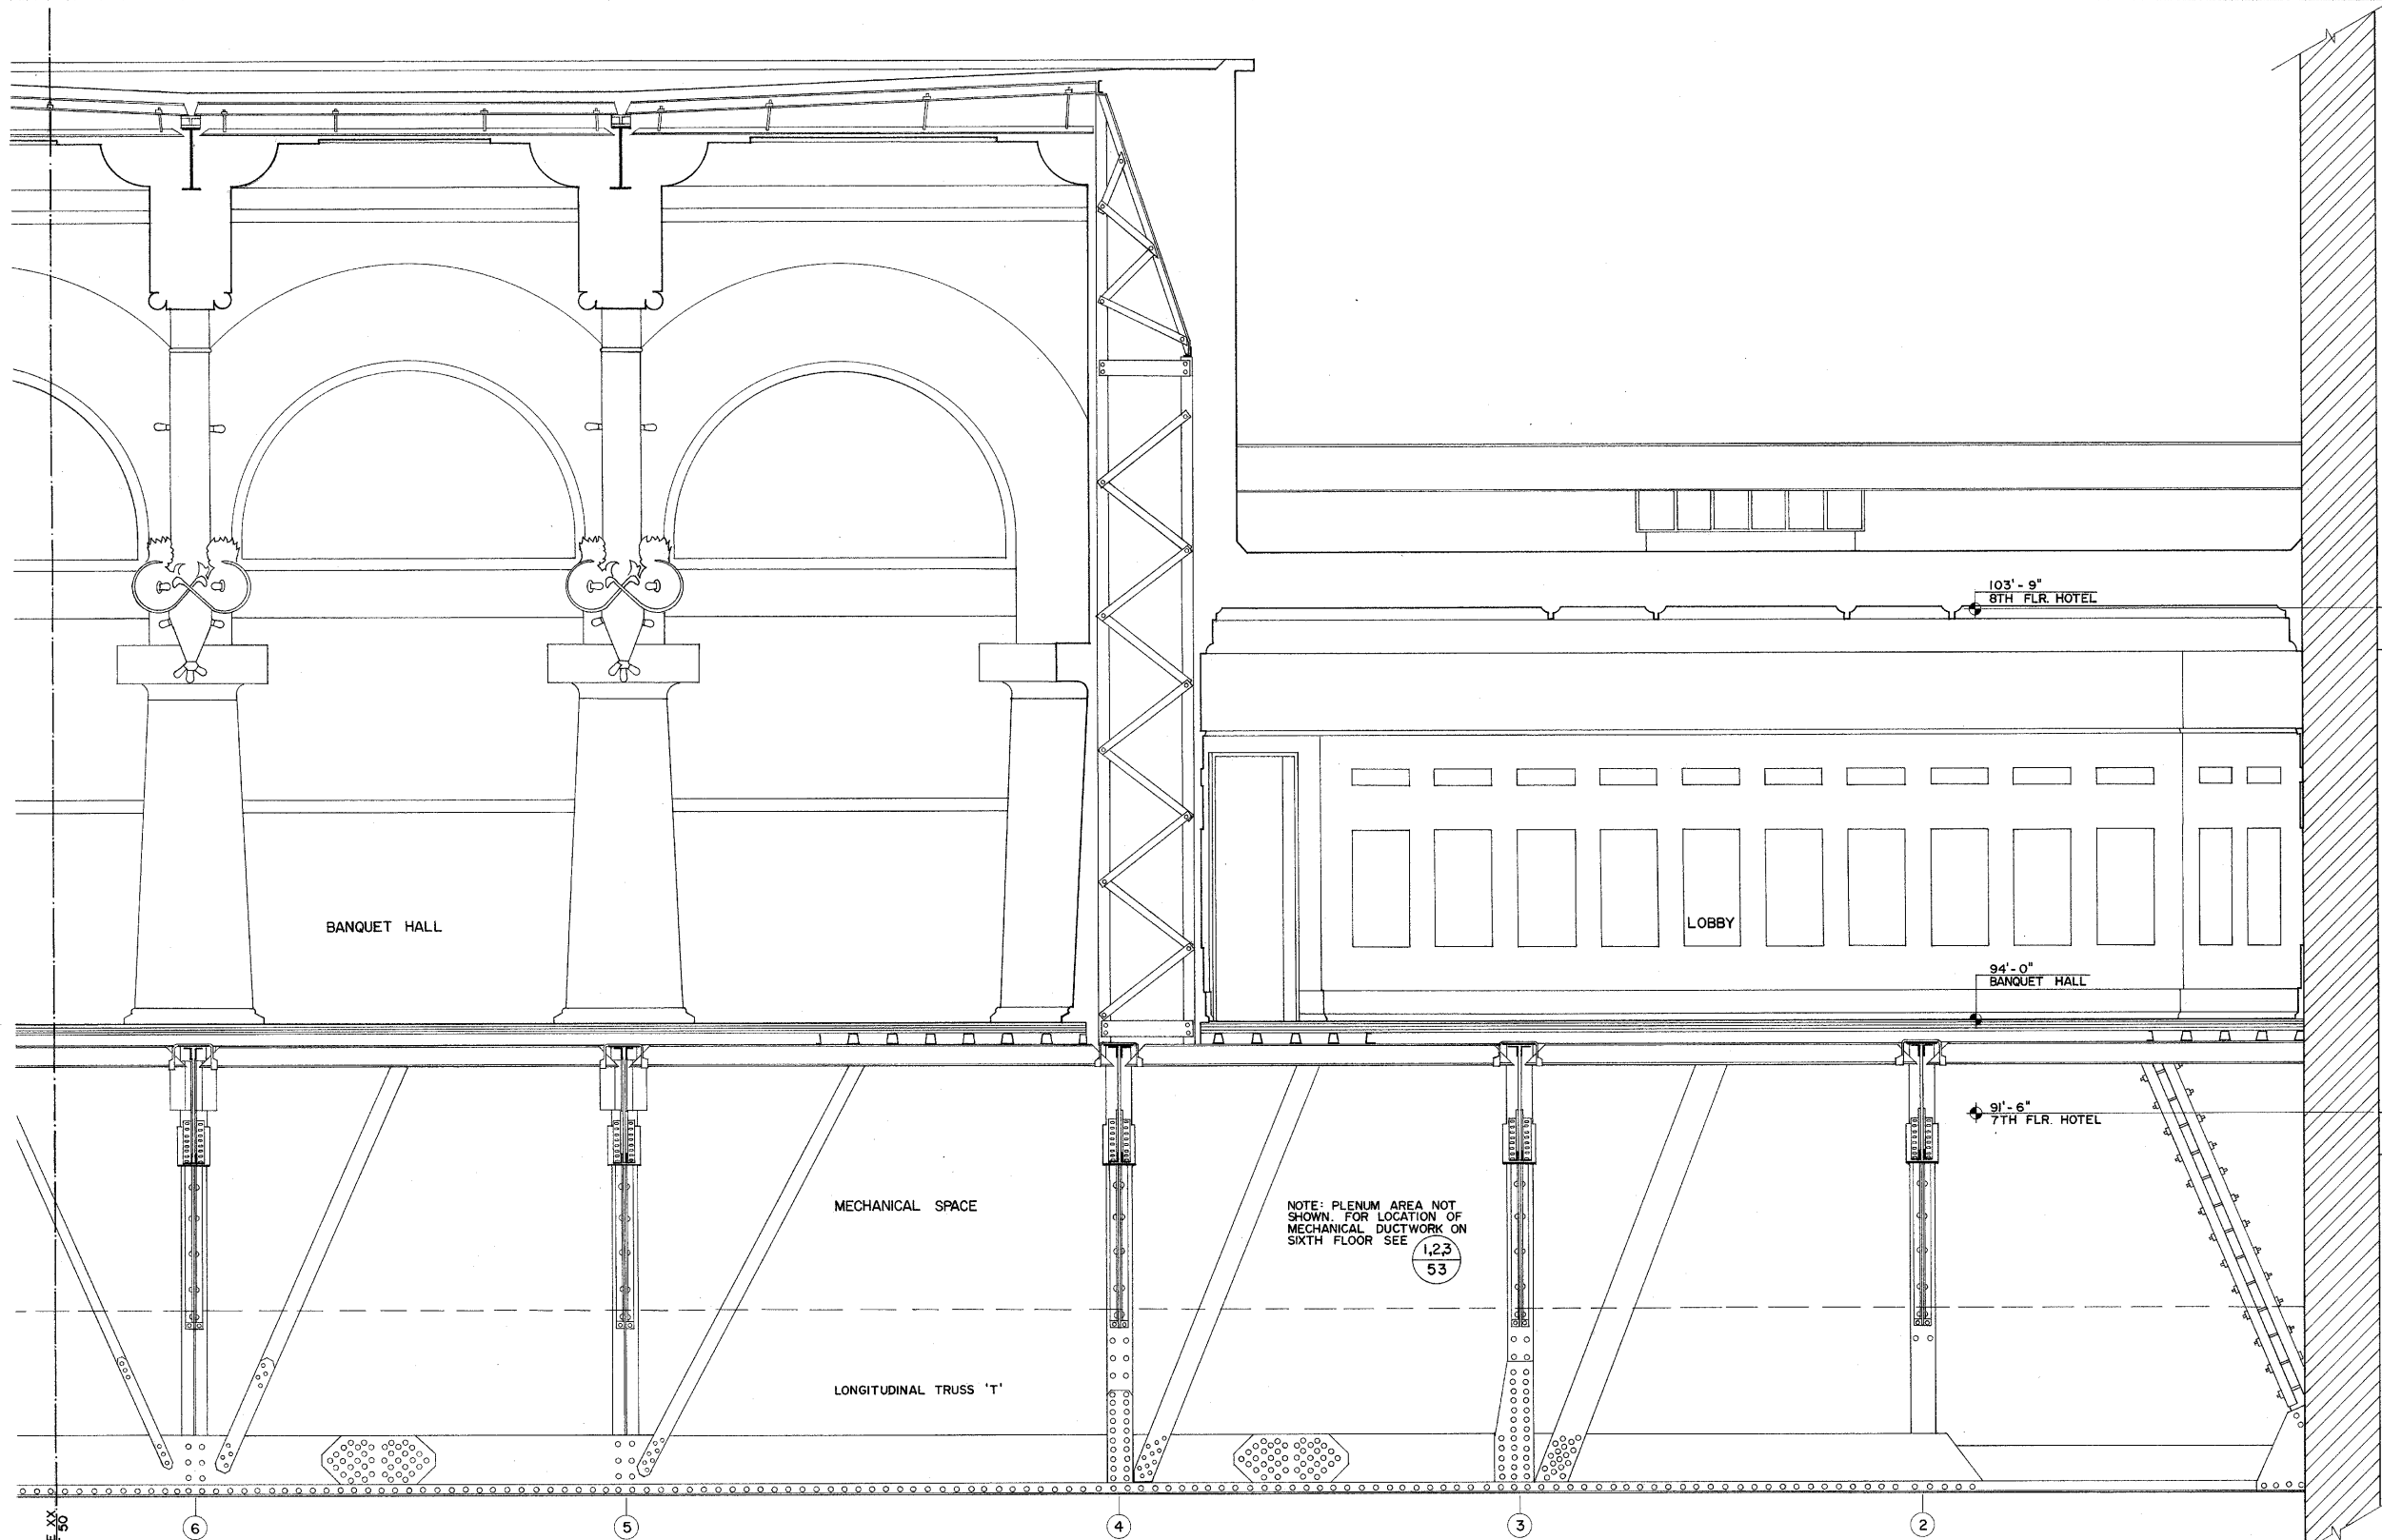 103'- 9"
8TH FLR. HOTEL
BANQUET HALL
LOBBY
94'- 0"
BANQUET HALL
91'- 6"
7TH FLR. HOTEL
MECHANICAL SPACE
NOTE: PLENUM AREA NOT
SHOWN. FOR LOCATION OF
MECHANICAL DUCTWORK ON
SIXTH FLOOR SEE
1,2,3
53
LONGITUDINAL TRUSS 'T'
XX
50
6
5
4
3
2